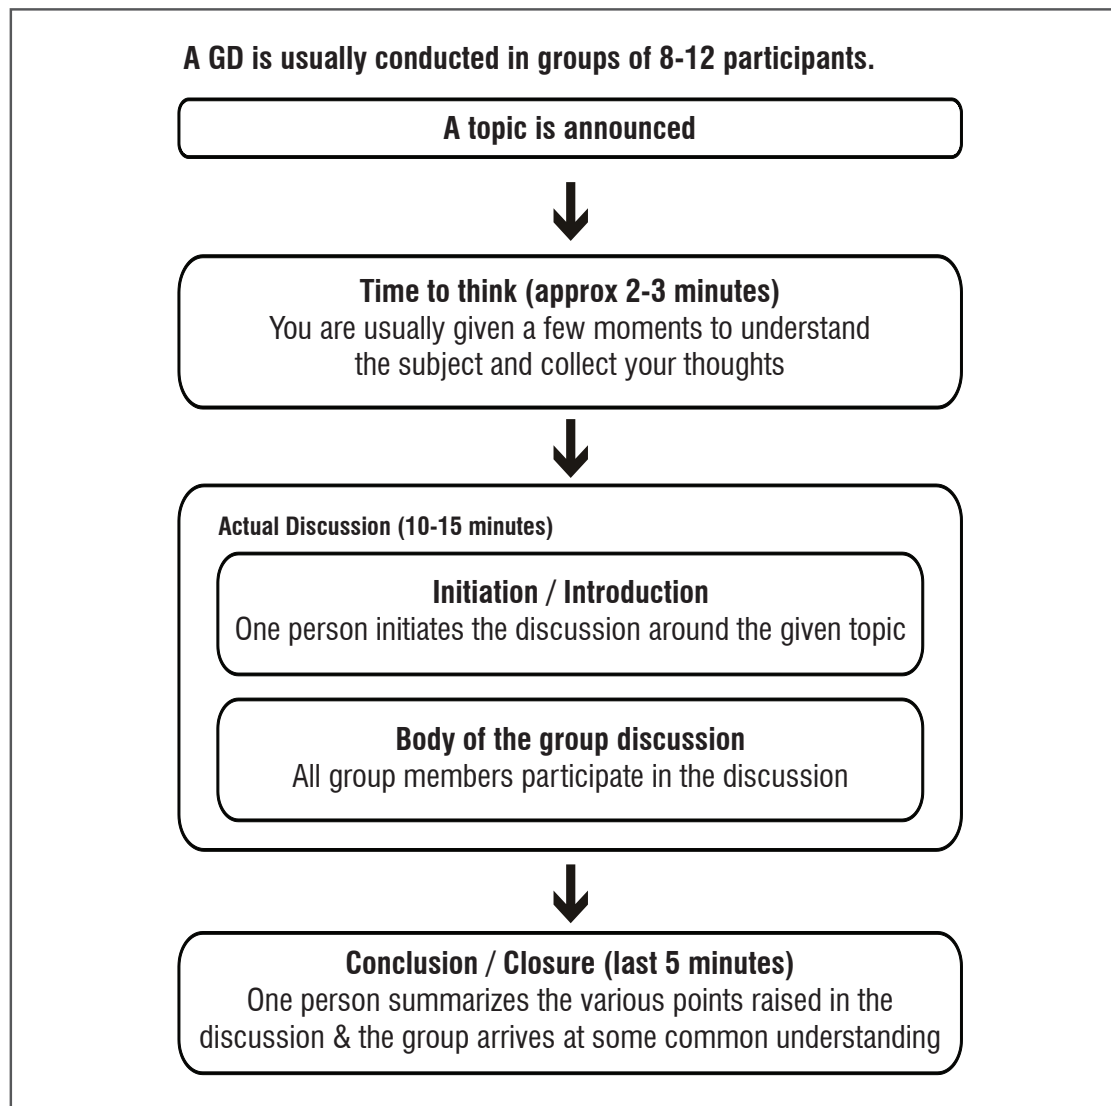 A GD is usually conducted in groups of 8-12 participants.
A topic is announced
Time to think (approx 2-3 minutes)
You are usually given a few moments to understand
the subject and collect your thoughts
Actual Discussion (10-15 minutes)
Initiation / Introduction
One person initiates the discussion around the given topic
Body of the group discussion
All group members participate in the discussion
Conclusion / Closure (last 5 minutes)
One person summarizes the various points raised in the
discussion & the group arrives at some common understanding